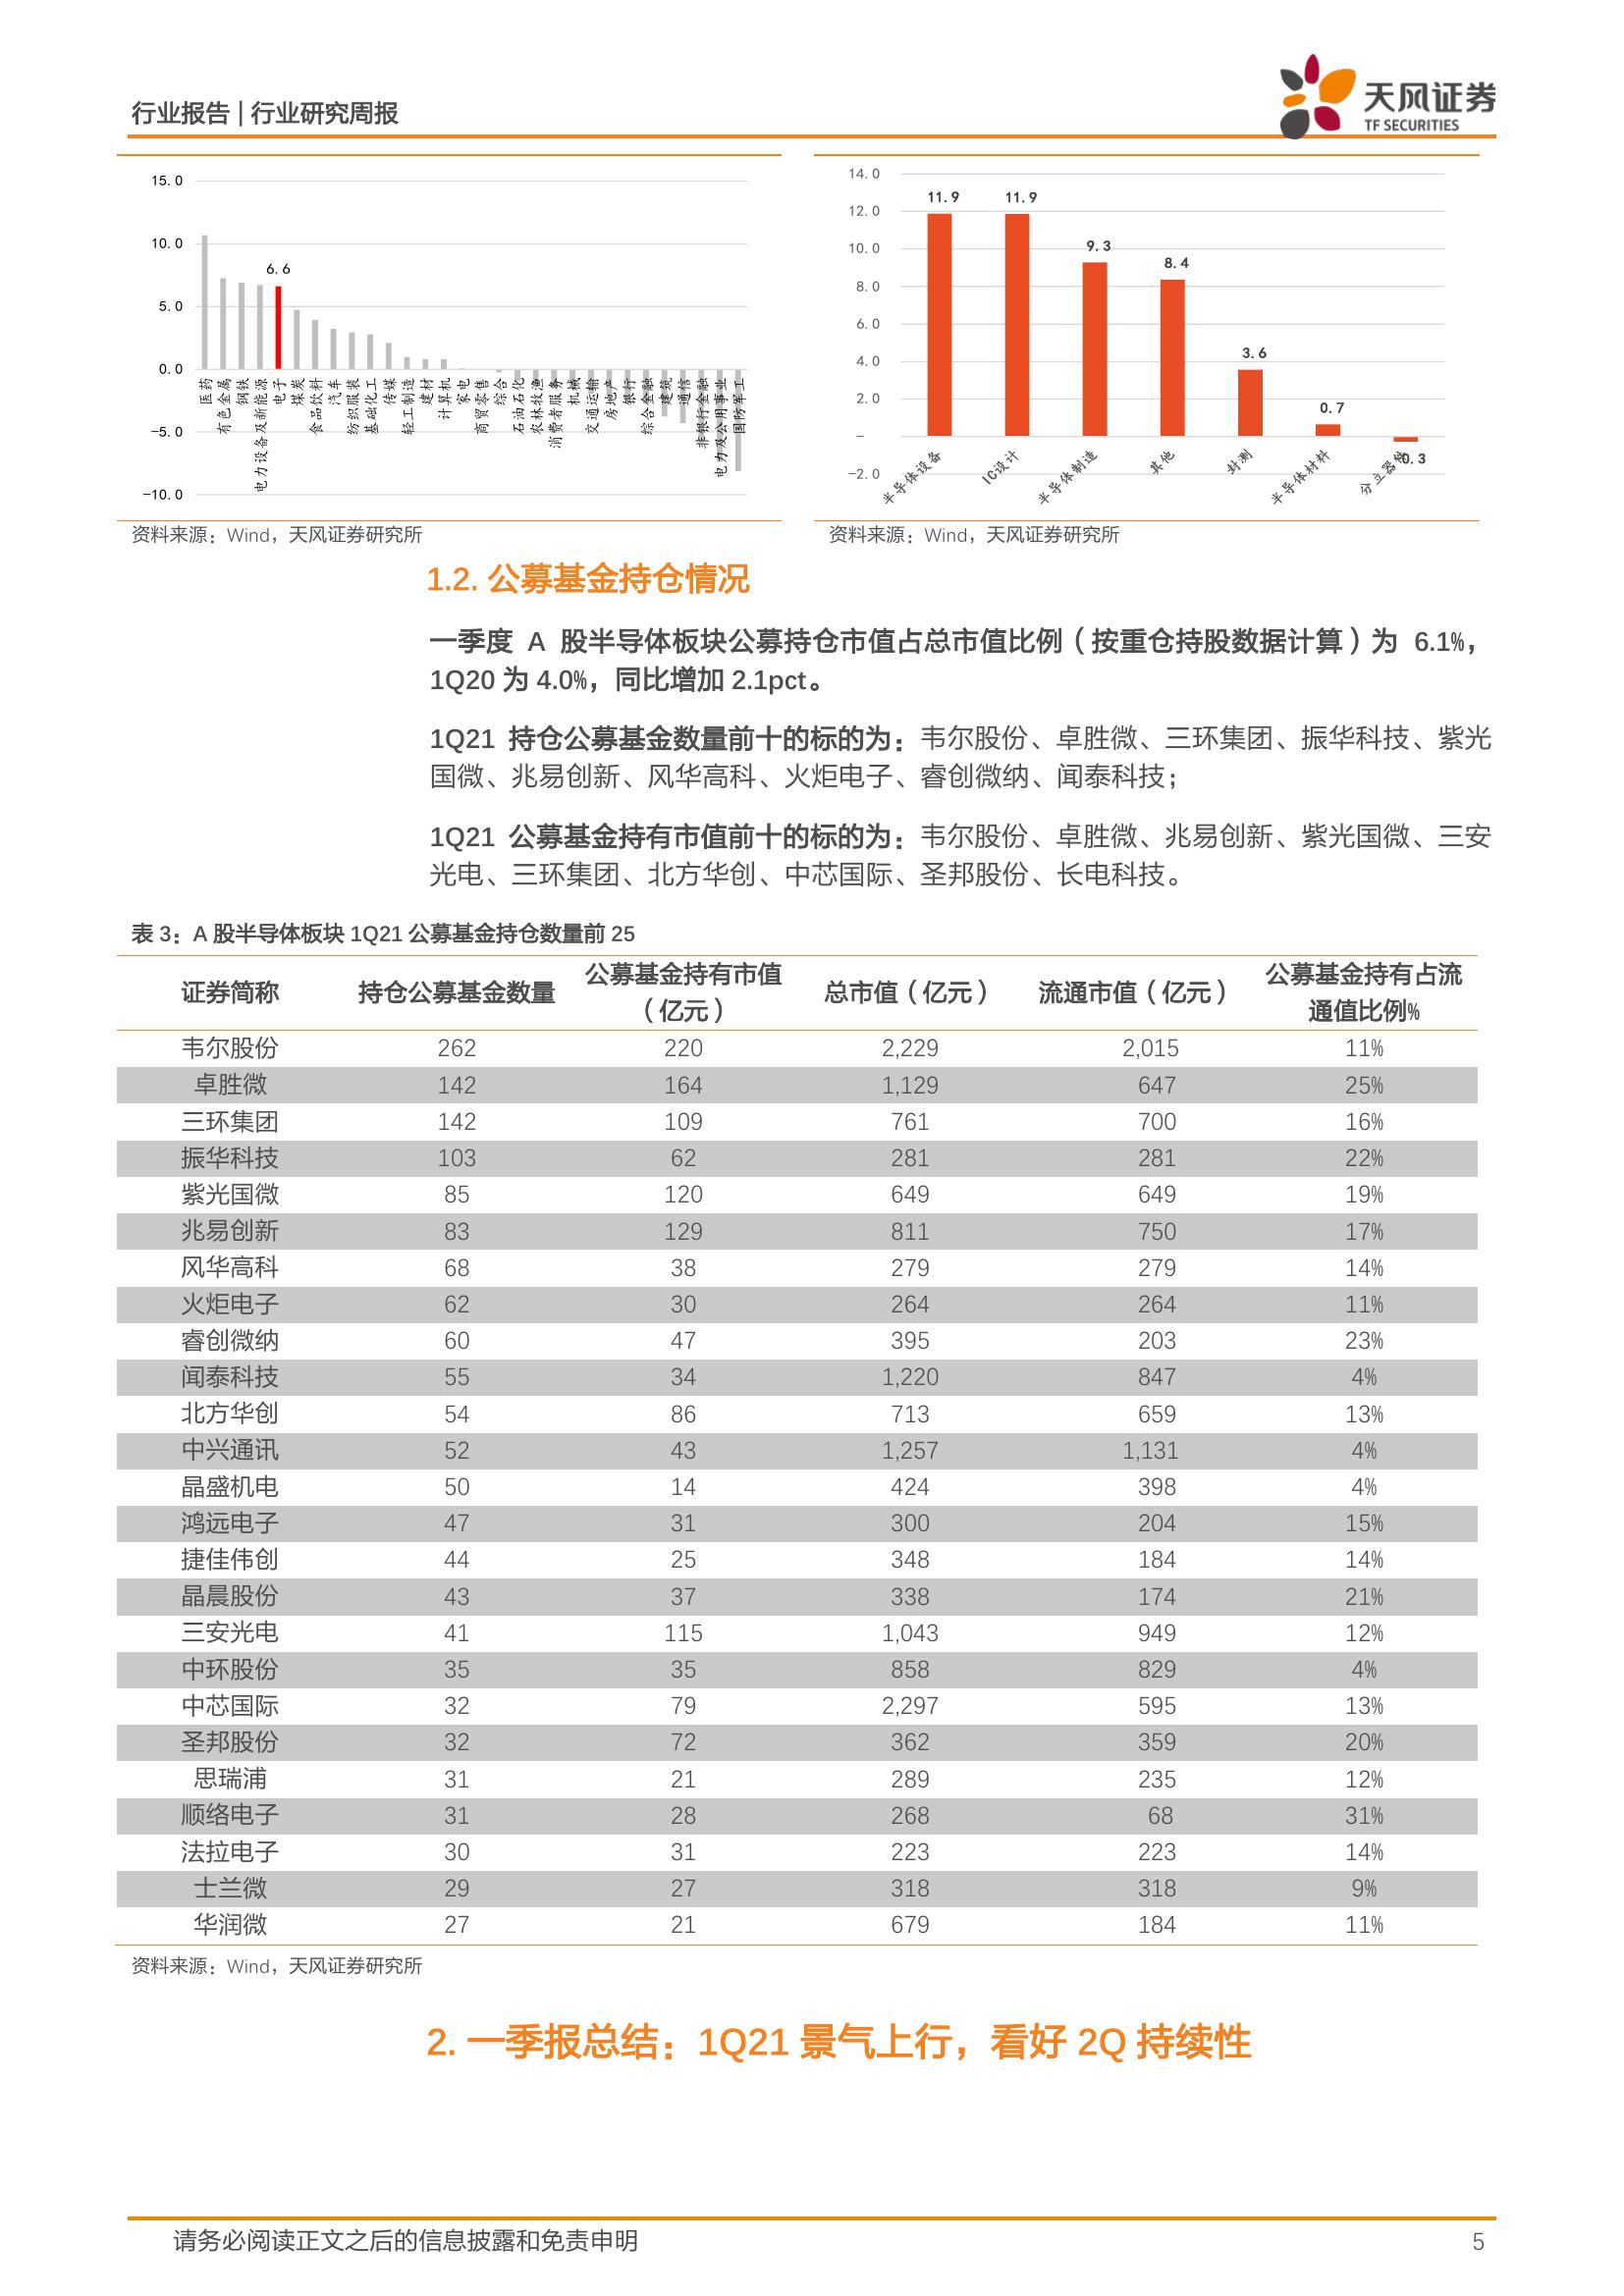 行业报告 | 行业研究周报
天风证券
TF SECURITIES
15.0
10.0
5.0
0.0
-5.0
-10.0
6.6
医药
有色金属
钢铁
电力设备及新能源
电子
煤炭
食品饮料
汽车
纺织服装
基础化工
传媒
轻工制造
建材
计算机
家电
商贸零售
综合
石油石化
农林牧渔
消费者服务
机械
交通运输
房地产
银行
综合金融
建筑
通信
非银行金融
电力及公用事业
国防军工
14.0
12.0
10.0
8.0
6.0
4.0
2.0
-
-2.0
11.9
11.9
9.3
8.4
3.6
0.7
-0.3
半导体设备
IC设计
半导体制造
其他
封测
半导体材料
分立器件
资料来源：Wind，天风证券研究所
资料来源：Wind，天风证券研究所
1.2. 公募基金持仓情况
一季度 A 股半导体板块公募持仓市值占总市值比例（按重仓持股数据计算）为 6.1%，
1Q20 为 4.0%，同比增加 2.1pct。
1Q21 持仓公募基金数量前十的标的为：韦尔股份、卓胜微、三环集团、振华科技、紫光
国微、兆易创新、风华高科、火炬电子、睿创微纳、闻泰科技；
1Q21 公募基金持有市值前十的标的为：韦尔股份、卓胜微、兆易创新、紫光国微、三安
光电、三环集团、北方华创、中芯国际、圣邦股份、长电科技。
表 3：A 股半导体板块 1Q21 公募基金持仓数量前 25
证券简称 持仓公募基金数量 公募基金持有市值（亿元） 总市值（亿元） 流通市值（亿元） 公募基金持有占流通值比例%
韦尔股份 262 220 2,229 2,015 11%
卓胜微 142 164 1,129 647 25%
三环集团 142 109 761 700 16%
振华科技 103 62 281 281 22%
紫光国微 85 120 649 649 19%
兆易创新 83 129 811 750 17%
风华高科 68 38 279 279 14%
火炬电子 62 30 264 264 11%
睿创微纳 60 47 395 203 23%
闻泰科技 55 34 1,220 847 4%
北方华创 54 86 713 659 13%
中兴通讯 52 43 1,257 1,131 4%
晶盛机电 50 14 424 398 4%
鸿远电子 47 31 300 204 15%
捷佳伟创 44 25 348 184 14%
晶晨股份 43 37 338 174 21%
三安光电 41 115 1,043 949 12%
中环股份 35 35 858 829 4%
中芯国际 32 79 2,297 595 13%
圣邦股份 32 72 362 359 20%
思瑞浦 31 21 289 235 12%
顺络电子 31 28 268 68 31%
法拉电子 30 31 223 223 14%
士兰微 29 27 318 318 9%
华润微 27 21 679 184 11%
资料来源：Wind，天风证券研究所
2. 一季报总结：1Q21 景气上行，看好 2Q 持续性
请务必阅读正文之后的信息披露和免责申明
5